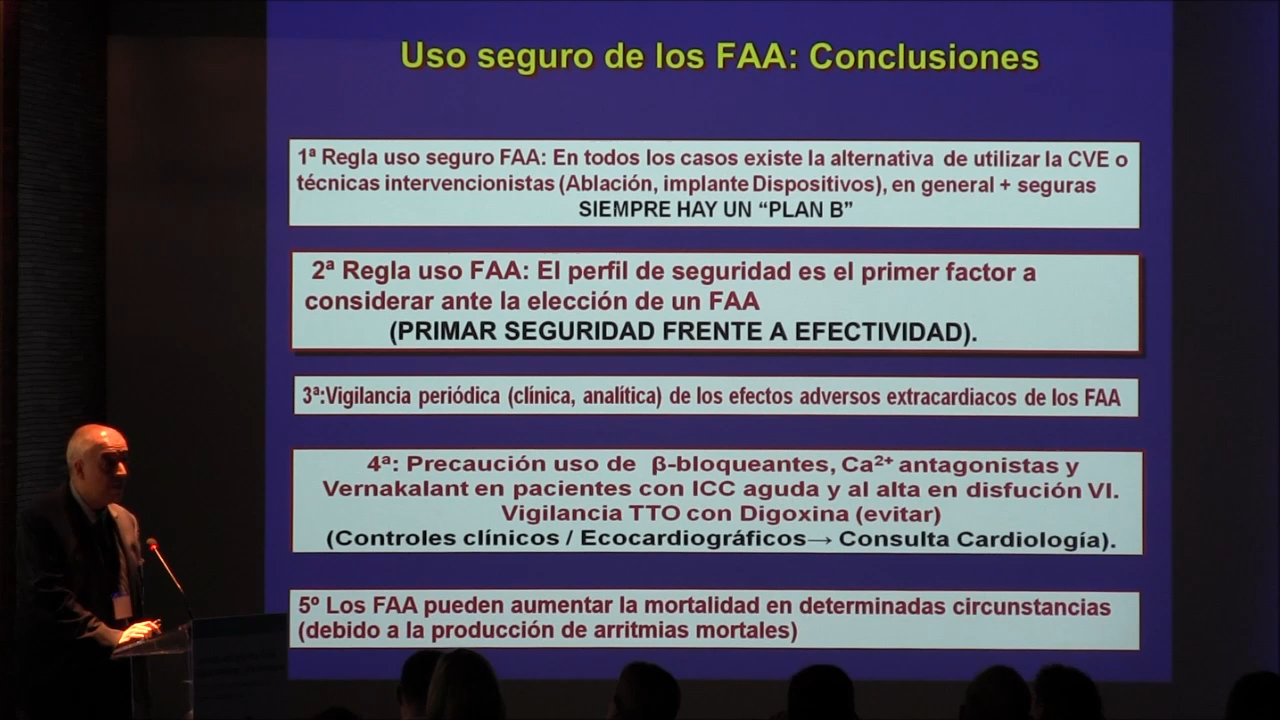 Uso seguro de los FAA: Conclusiones
1ª Regla uso seguro FAA: En todos los casos existe la alternativa de utilizar la CVE o
técnicas intervencionistas (Ablación, implante Dispositivos), en general + seguras
SIEMPRE HAY UN “PLAN B”
2ª Regla uso FAA: El perfil de seguridad es el primer factor a
considerar ante la elección de un FAA
(PRIMAR SEGURIDAD FRENTE A EFECTIVIDAD).
3ª:Vigilancia periódica (clínica, analítica) de los efectos adversos extracardiacos de los FAA
4ª: Precaución uso de β-bloqueantes, Ca²⁺ antagonistas y
Vernakalant en pacientes con ICC aguda y al alta en disfución VI.
Vigilancia TTO con Digoxina (evitar)
(Controles clínicos / Ecocardiográficos→ Consulta Cardiología).
5º Los FAA pueden aumentar la mortalidad en determinadas circunstancias
(debido a la producción de arritmias mortales)